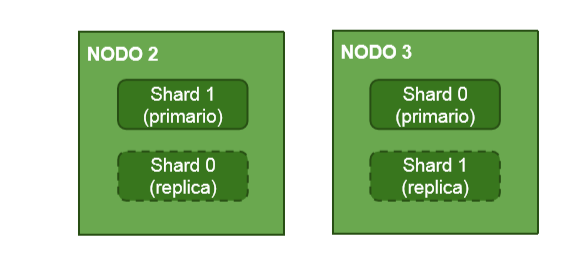 NODO 2
Shard 1
(primario)
Shard 0
(replica)
NODO 3
Shard 0
(primario)
Shard 1
(replica)